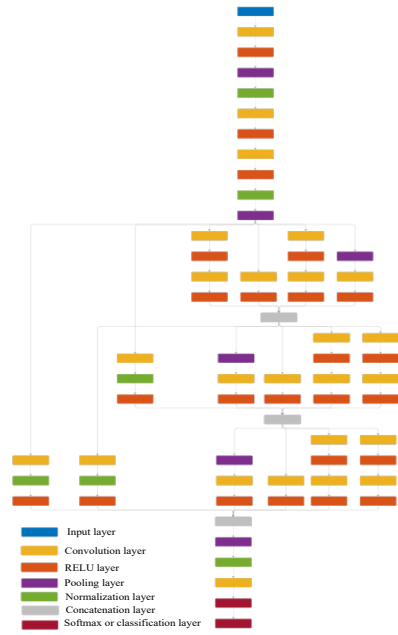 Input layer
Convolution layer
RELU layer
Pooling layer
Normalization layer
Concatenation layer
Softmax or classification layer